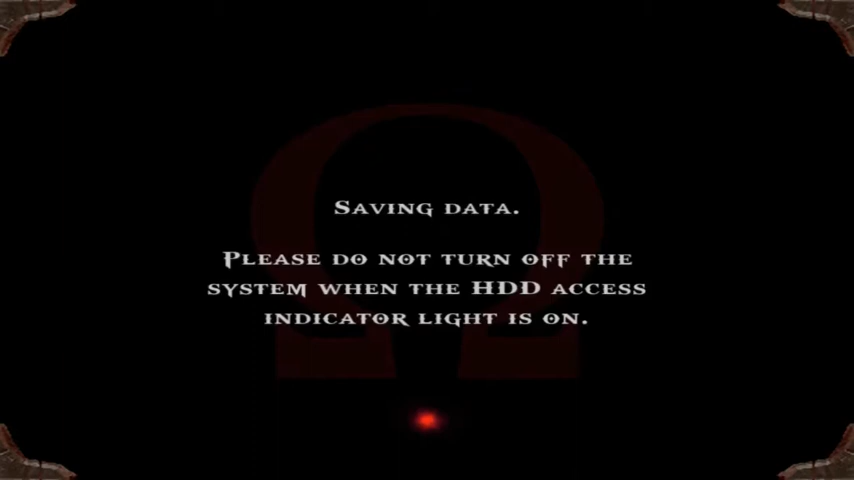 Saving data.
Please do not turn off the
system when the HDD access
indicator light is on.